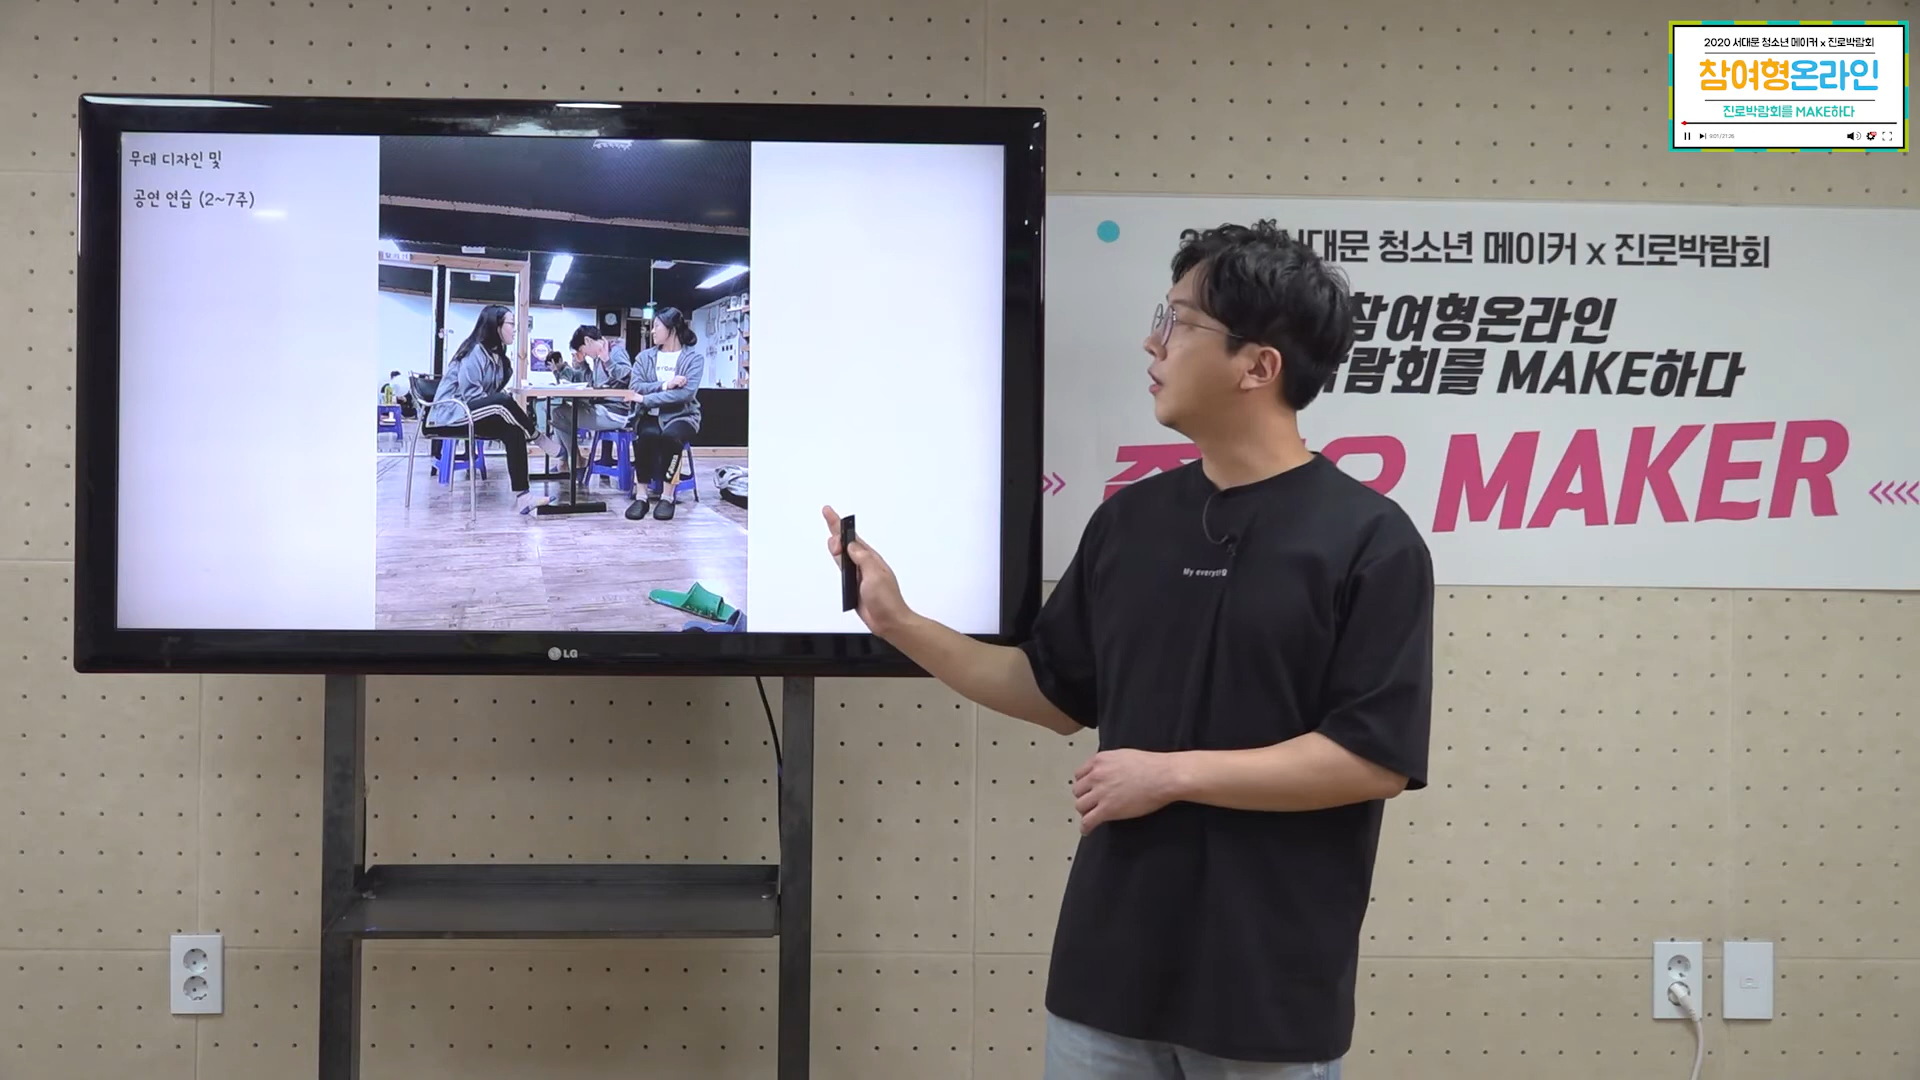 무대 디자인 및
공연 연습 (2~7주)
LG
2020 서대문 청소년 메이커 x 진로박람회
참여형온라인
진로박람회를 MAKE하다
서대문 청소년 메이커 x 진로박람회
참여형온라인
람회를 MAKE하다
MAKER
My everyth